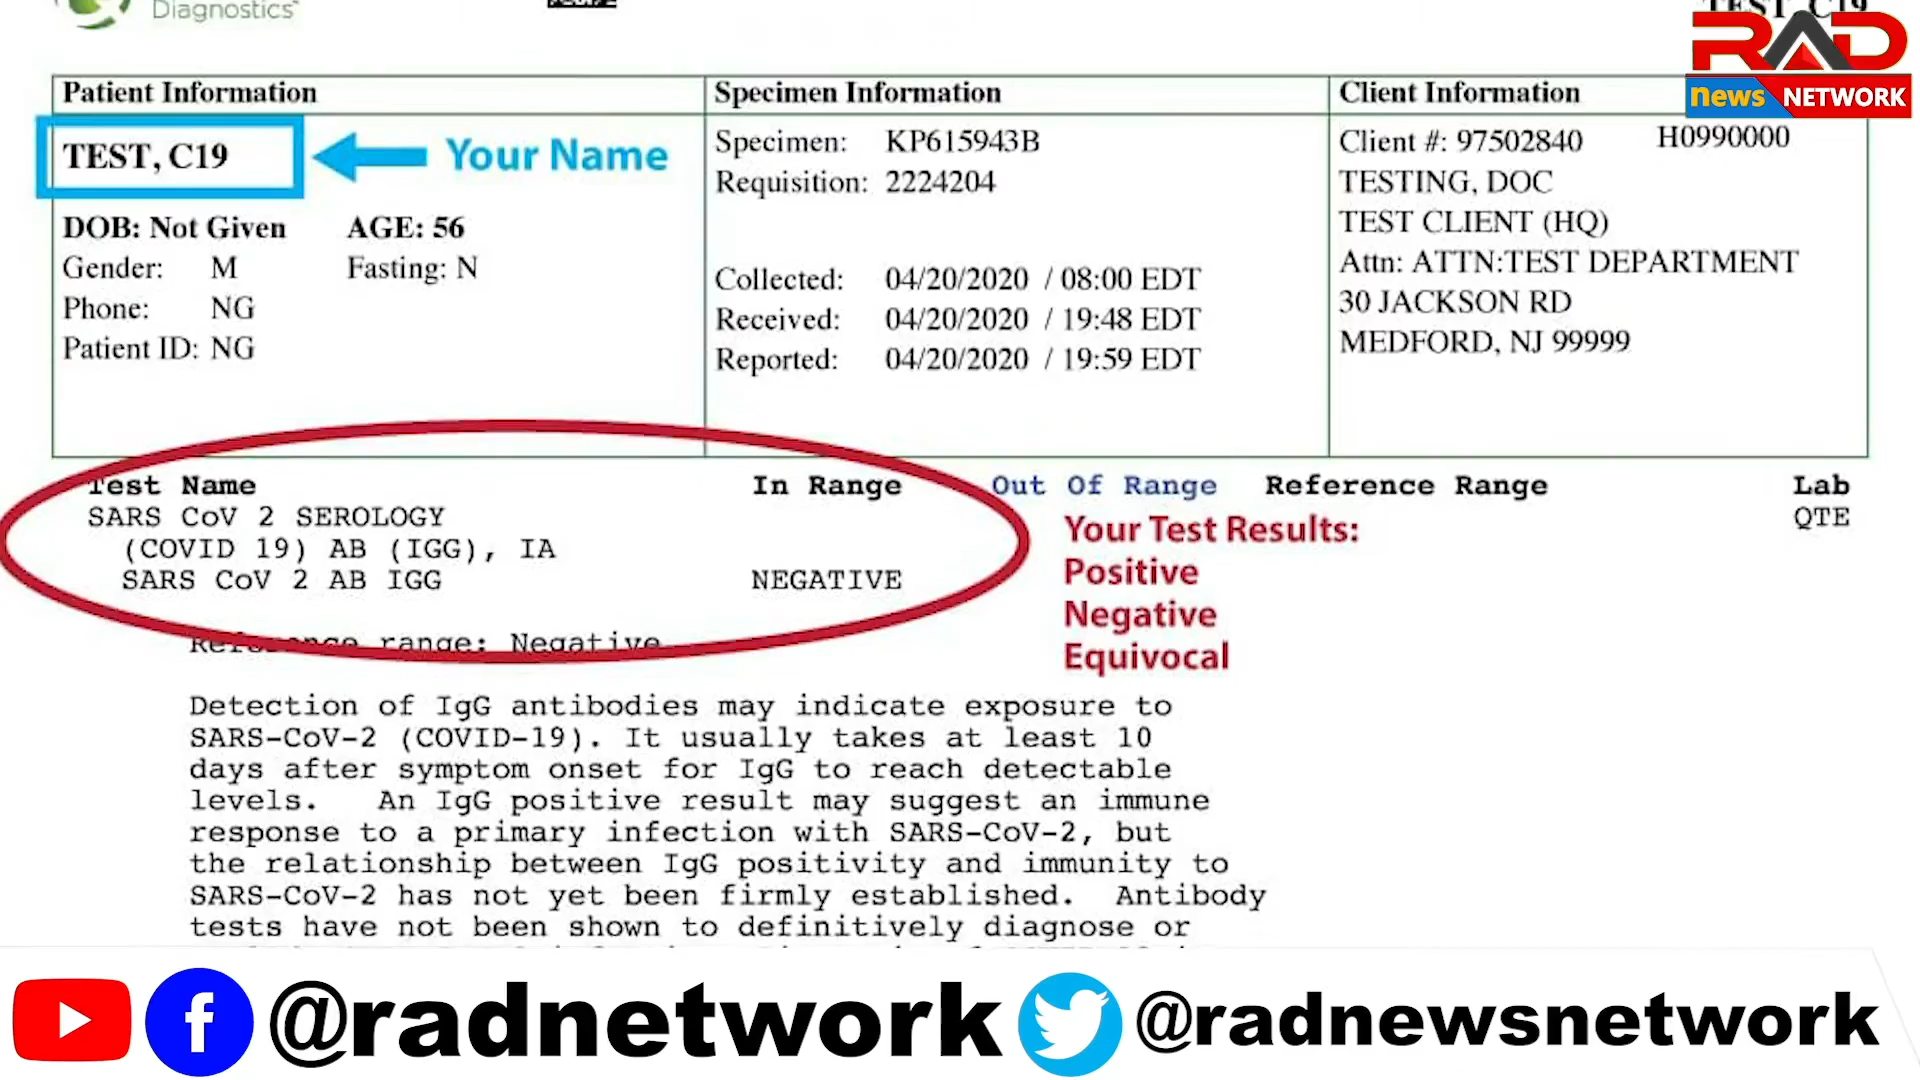 Diagnostics
TEST, C19
RAD
news NETWORK
Patient Information
Specimen Information
Client Information
TEST, C19
Your Name
DOB: Not Given AGE: 56
Gender: M Fasting: N
Phone: NG
Patient ID: NG
Specimen: KP615943B
Requisition: 2224204
Collected: 04/20/2020 / 08:00 EDT
Received: 04/20/2020 / 19:48 EDT
Reported: 04/20/2020 / 19:59 EDT
Client #: 97502840 H0990000
TESTING, DOC
TEST CLIENT (HQ)
Attn: ATTN:TEST DEPARTMENT
30 JACKSON RD
MEDFORD, NJ 99999
Test Name In Range Out Of Range Reference Range Lab
SARS CoV 2 SEROLOGY QTE
(COVID 19) AB (IGG), IA
SARS CoV 2 AB IGG NEGATIVE
Your Test Results:
Positive
Negative
Equivocal
Reference range: Negative
Detection of IgG antibodies may indicate exposure to
SARS-CoV-2 (COVID-19). It usually takes at least 10
days after symptom onset for IgG to reach detectable
levels. An IgG positive result may suggest an immune
response to a primary infection with SARS-CoV-2, but
the relationship between IgG positivity and immunity to
SARS-CoV-2 has not yet been firmly established. Antibody
tests have not been shown to definitively diagnose or
@radnetwork
@radnewsnetwork